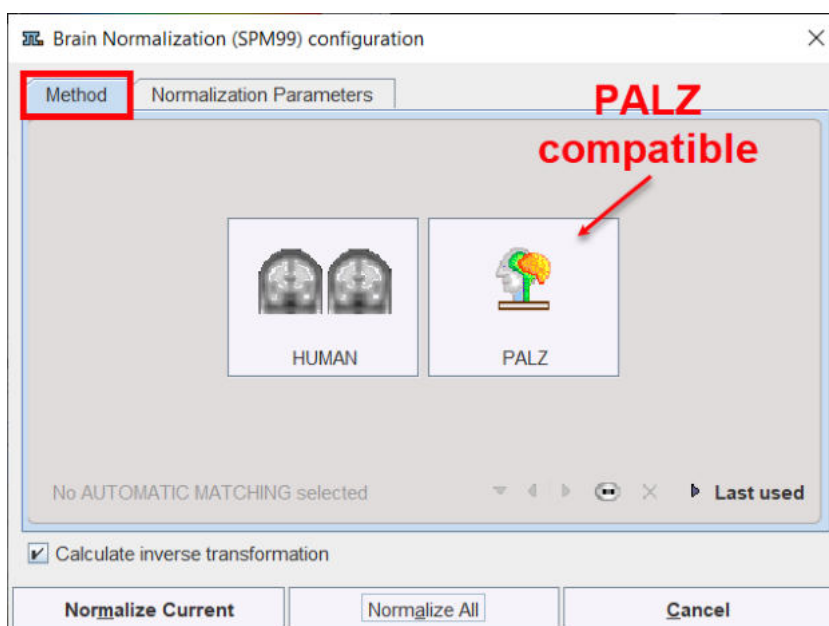 Brain Normalization (SPM99) configuration
Method Normalization Parameters
PALZ
compatible
HUMAN PALZ
No AUTOMATIC MATCHING selected Last used
Calculate inverse transformation
Normalize Current Normalize All Cancel